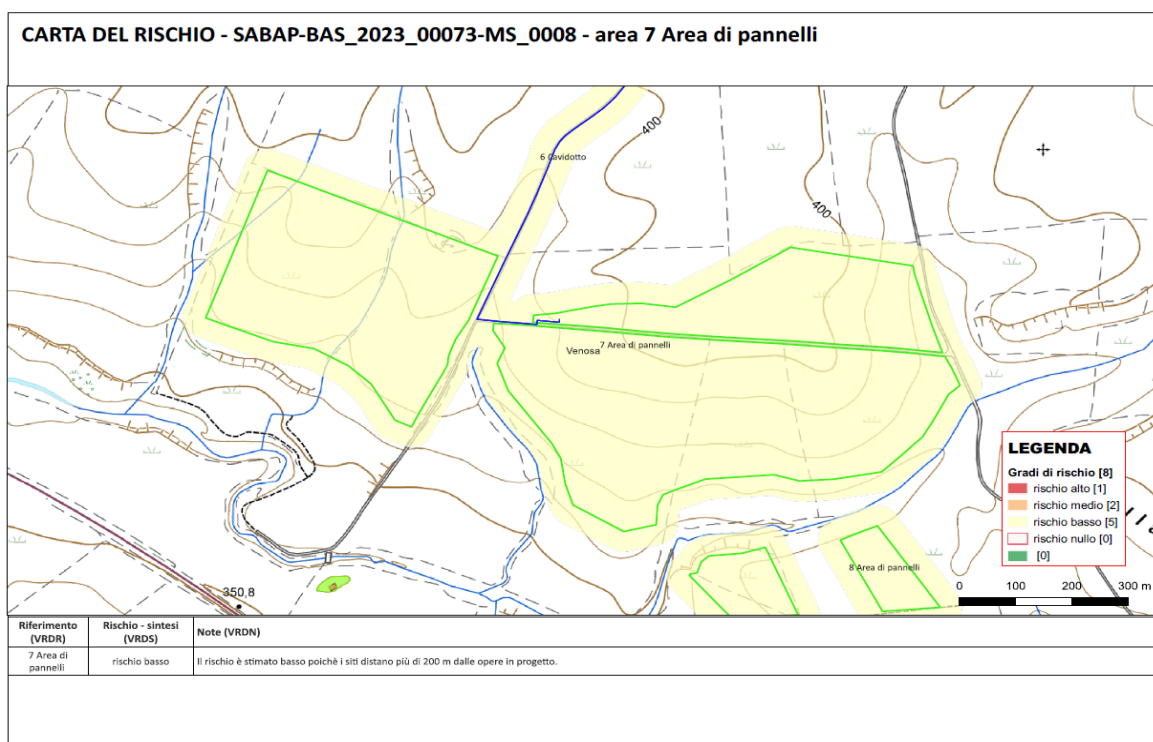 CARTA DEL RISCHIO - SABAP-BAS_2023_00073-MS_0008 - area 7 Area di pannelli
400
6 Cavidotto
400
7 Area di pannelli
Venosa
LEGENDA
Gradi di rischio [8]
rischio alto [1]
rischio medio [2]
rischio basso [5]
rischio nullo [0]
[0]
8 Area di pannelli
0 100 200 300 m
350,8
Riferimento (VRDR) Rischio - sintesi (VRDS) Note (VRDN)
7 Area di pannelli rischio basso Il rischio è stimato basso poichè i siti distano più di 200 m dalle opere in progetto.